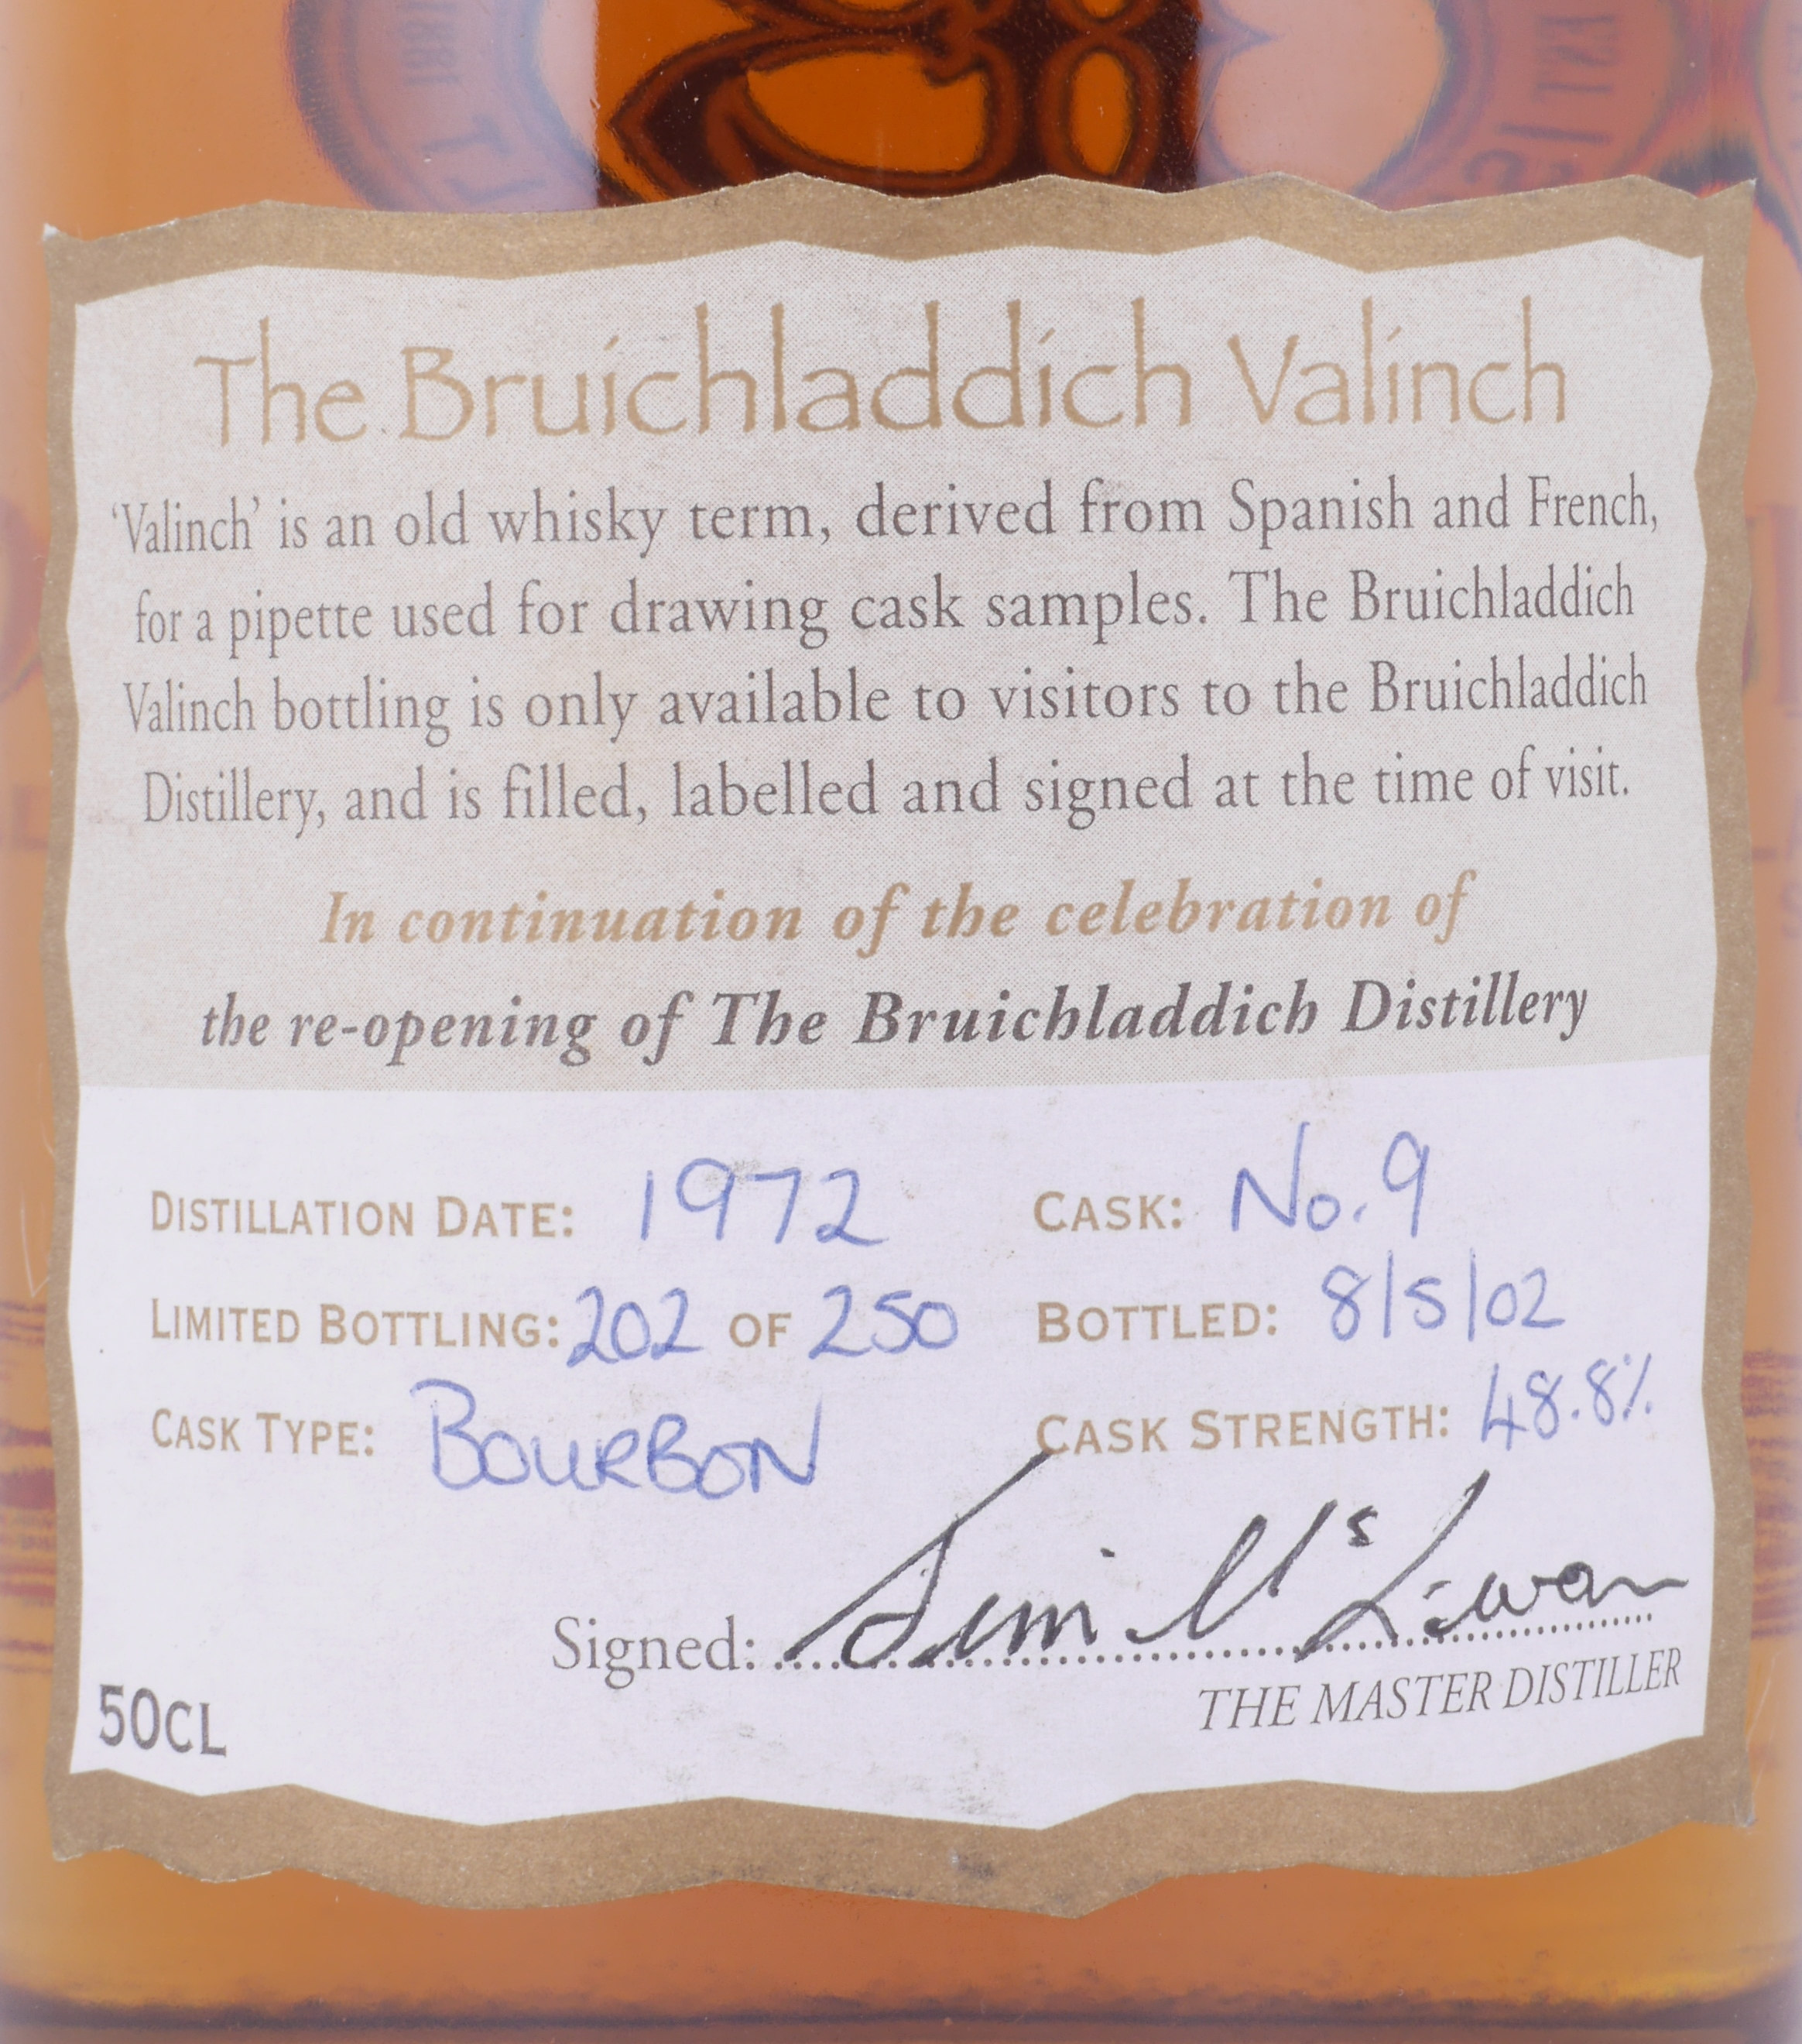 The Bruichladdich Valinch
'Valinch' is an old whisky term, derived from Spanish and French,
for a pipette used for drawing cask samples. The Bruichladdich
Valinch bottling is only available to visitors to the Bruichladdich
Distillery, and is filled, labelled and signed at the time of visit.
In continuation of the celebration of
the re-opening of The Bruichladdich Distillery
DISTILLATION DATE: 1972 CASK: No. 9
LIMITED BOTTLING: 202 OF 250 BOTTLED: 8/5/02
CASK TYPE: BOURBON CASK STRENGTH: 48.8%
Signed: Jim McEwan
THE MASTER DISTILLER
50CL